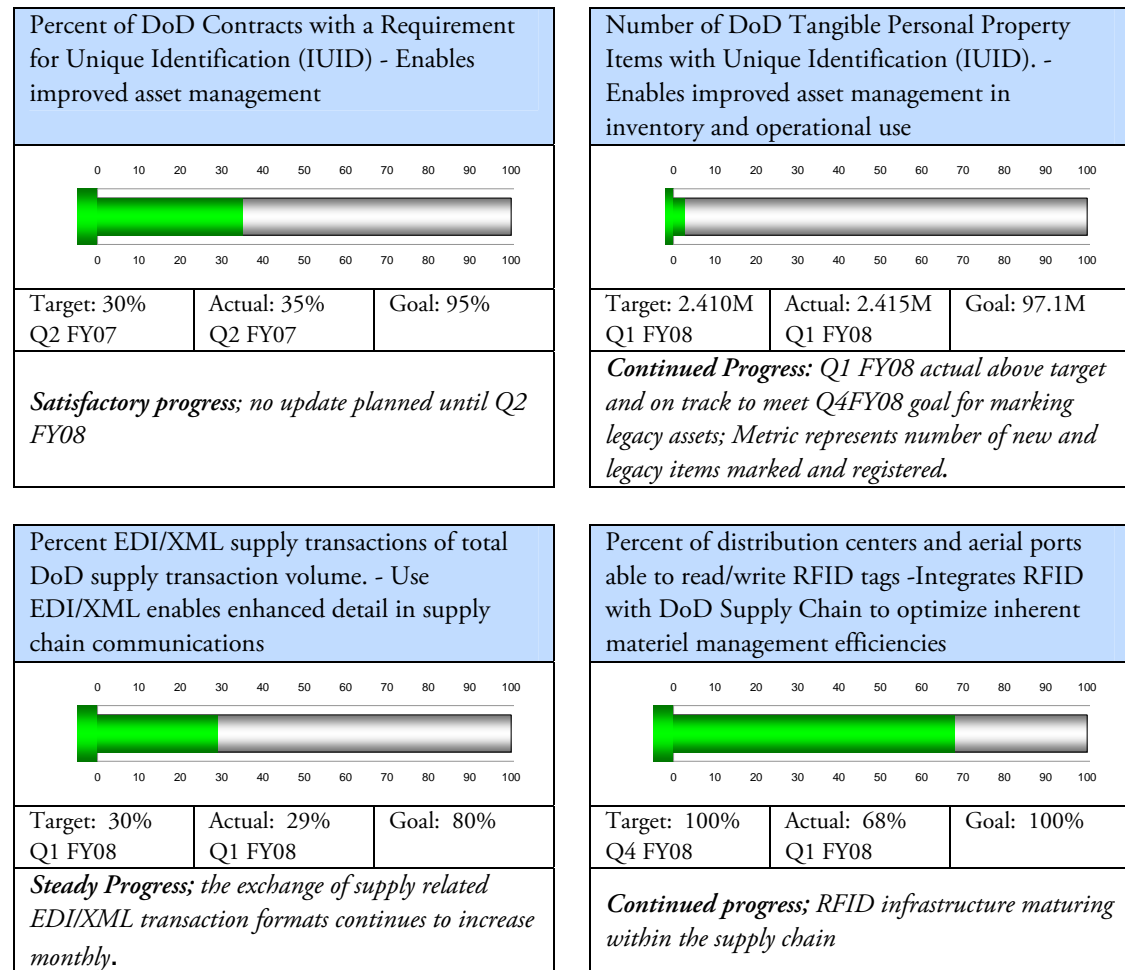 Percent of DoD Contracts with a Requirement
for Unique Identification (IUID) - Enables
improved asset management
0 10 20 30 40 50 60 70 80 90 100
0 10 20 30 40 50 60 70 80 90 100
Target: 30% Actual: 35% Goal: 95%
Q2 FY07 Q2 FY07
Satisfactory progress; no update planned until Q2
FY08
Number of DoD Tangible Personal Property
Items with Unique Identification (IUID). -
Enables improved asset management in
inventory and operational use
0 10 20 30 40 50 60 70 80 90 100
0 10 20 30 40 50 60 70 80 90 100
Target: 2.410M Actual: 2.415M Goal: 97.1M
Q1 FY08 Q1 FY08
Continued Progress: Q1 FY08 actual above target
and on track to meet Q4FY08 goal for marking
legacy assets; Metric represents number of new and
legacy items marked and registered.
Percent EDI/XML supply transactions of total
DoD supply transaction volume. - Use
EDI/XML enables enhanced detail in supply
chain communications
0 10 20 30 40 50 60 70 80 90 100
0 10 20 30 40 50 60 70 80 90 100
Target: 30% Actual: 29% Goal: 80%
Q1 FY08 Q1 FY08
Steady Progress; the exchange of supply related
EDI/XML transaction formats continues to increase
monthly.
Percent of distribution centers and aerial ports
able to read/write RFID tags -Integrates RFID
with DoD Supply Chain to optimize inherent
materiel management efficiencies
0 10 20 30 40 50 60 70 80 90 100
0 10 20 30 40 50 60 70 80 90 100
Target: 100% Actual: 68% Goal: 100%
Q4 FY08 Q1 FY08
Continued progress; RFID infrastructure maturing
within the supply chain